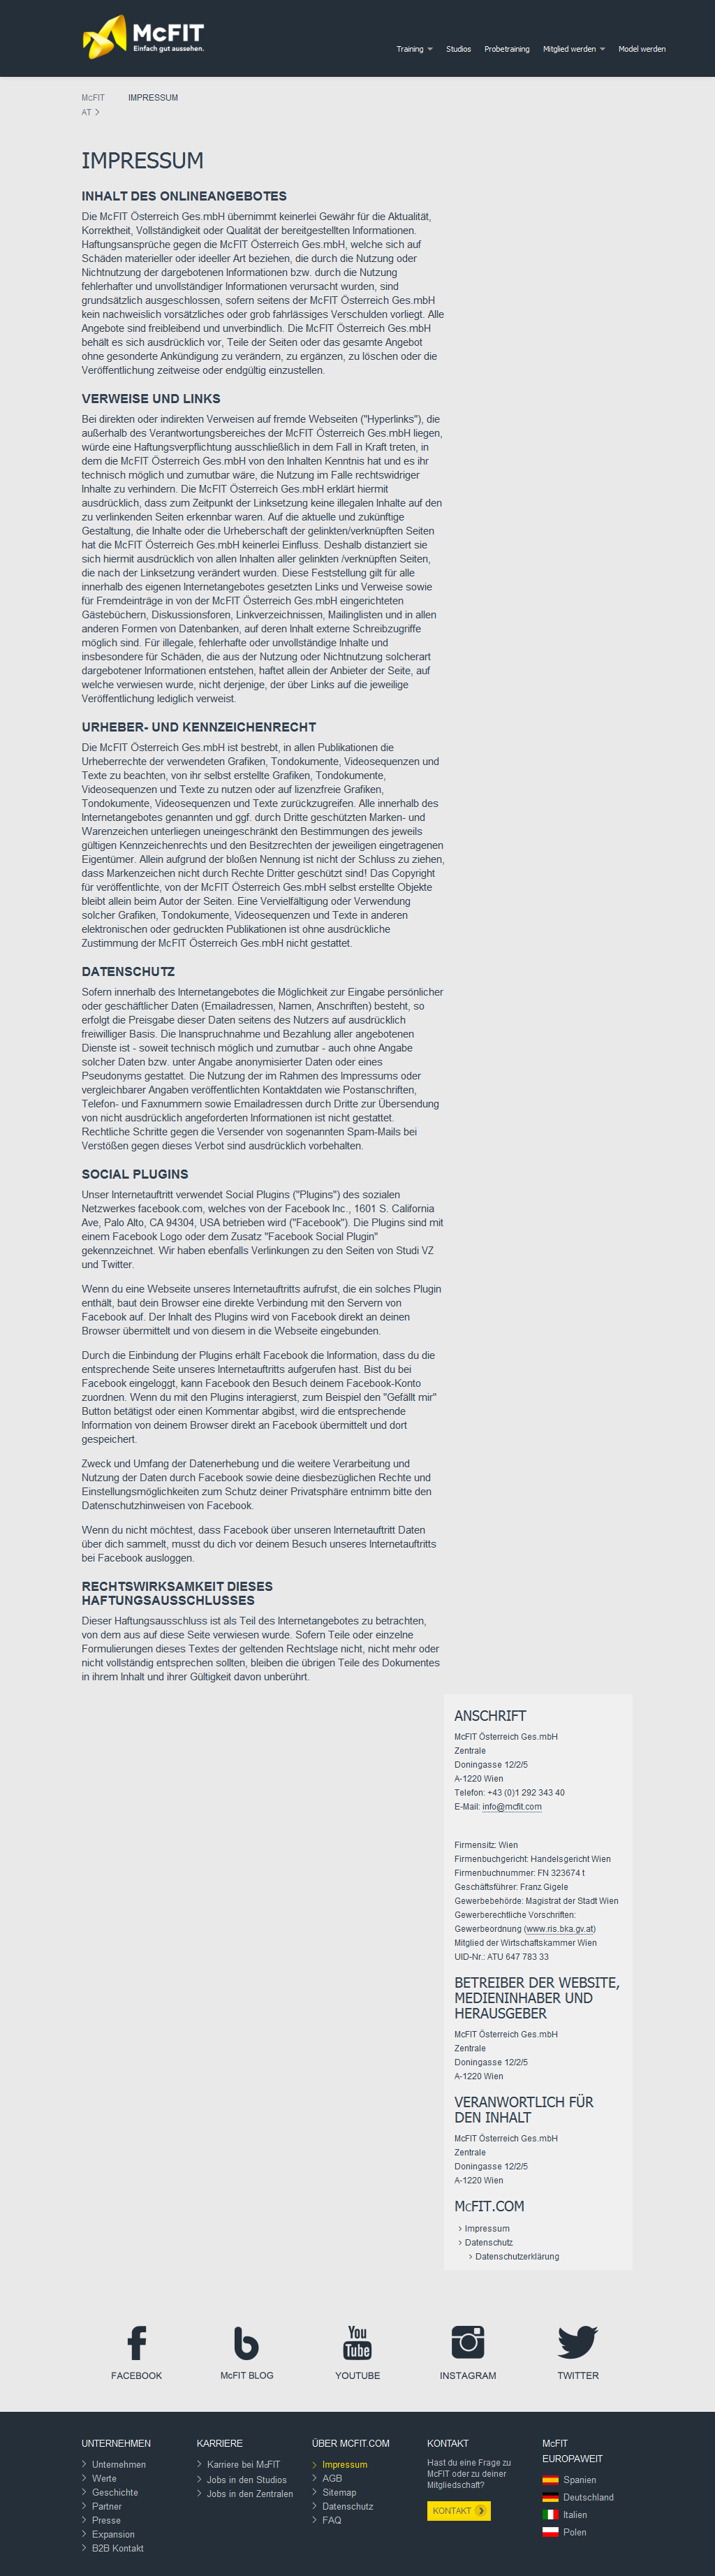 McFIT
Einfach gut aussehen.
Training
Studios
Probetraining
Mitglied werden
Model werden
McFIT IMPRESSUM
AT
IMPRESSUM
INHALT DES ONLINEANGEBOTES
Die McFIT Österreich Ges.mbH übernimmt keinerlei Gewähr für die Aktualität,
Korrektheit, Vollständigkeit oder Qualität der bereitgestellten Informationen.
Haftungsansprüche gegen die McFIT Österreich Ges.mbH, welche sich auf
Schäden materieller oder ideeller Art beziehen, die durch die Nutzung oder
Nichtnutzung der dargebotenen Informationen bzw. durch die Nutzung
fehlerhafter und unvollständiger Informationen verursacht wurden, sind
grundsätzlich ausgeschlossen, sofern seitens der McFIT Österreich Ges.mbH
kein nachweislich vorsätzliches oder grob fahrlässiges Verschulden vorliegt. Alle
Angebote sind freibleibend und unverbindlich. Die McFIT Österreich Ges.mbH
behält es sich ausdrücklich vor, Teile der Seiten oder das gesamte Angebot
ohne gesonderte Ankündigung zu verändern, zu ergänzen, zu löschen oder die
Veröffentlichung zeitweise oder endgültig einzustellen.
VERWEISE UND LINKS
Bei direkten oder indirekten Verweisen auf fremde Webseiten ("Hyperlinks"), die
außerhalb des Verantwortungsbereiches der McFIT Österreich Ges.mbH liegen,
würde eine Haftungsverpflichtung ausschließlich in dem Fall in Kraft treten, in
dem die McFIT Österreich Ges.mbH von den Inhalten Kenntnis hat und es ihr
technisch möglich und zumutbar wäre, die Nutzung im Falle rechtswidriger
Inhalte zu verhindern. Die McFIT Österreich Ges.mbH erklärt hiermit
ausdrücklich, dass zum Zeitpunkt der Linksetzung keine illegalen Inhalte auf den
zu verlinkenden Seiten erkennbar waren. Auf die aktuelle und zukünftige
Gestaltung, die Inhalte oder die Urheberschaft der gelinkten/verknüpften Seiten
hat die McFIT Österreich Ges.mbH keinerlei Einfluss. Deshalb distanziert sie
sich hiermit ausdrücklich von allen Inhalten aller gelinkten /verknüpften Seiten,
die nach der Linksetzung verändert wurden. Diese Feststellung gilt für alle
innerhalb des eigenen Internetangebotes gesetzten Links und Verweise sowie
für Fremdeinträge in von der McFIT Österreich Ges.mbH eingerichteten
Gästebüchern, Diskussionsforen, Linkverzeichnissen, Mailinglisten und in allen
anderen Formen von Datenbanken, auf deren Inhalt externe Schreibzugriffe
möglich sind. Für illegale, fehlerhafte oder unvollständige Inhalte und
insbesondere für Schäden, die aus der Nutzung oder Nichtnutzung solcherart
dargebotener Informationen entstehen, haftet allein der Anbieter der Seite, auf
welche verwiesen wurde, nicht derjenige, der über Links auf die jeweilige
Veröffentlichung lediglich verweist.
URHEBER- UND KENNZEICHENRECHT
Die McFIT Österreich Ges.mbH ist bestrebt, in allen Publikationen die
Urheberrechte der verwendeten Grafiken, Tondokumente, Videosequenzen und
Texte zu beachten, von ihr selbst erstellte Grafiken, Tondokumente,
Videosequenzen und Texte zu nutzen oder auf lizenzfreie Grafiken,
Tondokumente, Videosequenzen und Texte zurückzugreifen. Alle innerhalb des
Internetangebotes genannten und ggf. durch Dritte geschützten Marken- und
Warenzeichen unterliegen uneingeschränkt den Bestimmungen des jeweils
gültigen Kennzeichenrechts und den Besitzrechten der jeweiligen eingetragenen
Eigentümer. Allein aufgrund der bloßen Nennung ist nicht der Schluss zu ziehen,
dass Markenzeichen nicht durch Rechte Dritter geschützt sind! Das Copyright
für veröffentlichte, von der McFIT Österreich Ges.mbH selbst erstellte Objekte
bleibt allein beim Autor der Seiten. Eine Vervielfältigung oder Verwendung
solcher Grafiken, Tondokumente, Videosequenzen und Texte in anderen
elektronischen oder gedruckten Publikationen ist ohne ausdrückliche
Zustimmung der McFIT Österreich Ges.mbH nicht gestattet.
DATENSCHUTZ
Sofern innerhalb des Internetangebotes die Möglichkeit zur Eingabe persönlicher
oder geschäftlicher Daten (Emailadressen, Namen, Anschriften) besteht, so
erfolgt die Preisgabe dieser Daten seitens des Nutzers auf ausdrücklich
freiwilliger Basis. Die Inanspruchnahme und Bezahlung aller angebotenen
Dienste ist - soweit technisch möglich und zumutbar - auch ohne Angabe
solcher Daten bzw. unter Angabe anonymisierter Daten oder eines
Pseudonyms gestattet. Die Nutzung der im Rahmen des Impressums oder
vergleichbarer Angaben veröffentlichten Kontaktdaten wie Postanschriften,
Telefon- und Faxnummern sowie Emailadressen durch Dritte zur Übersendung
von nicht ausdrücklich angeforderten Informationen ist nicht gestattet.
Rechtliche Schritte gegen die Versender von sogenannten Spam-Mails bei
Verstößen gegen dieses Verbot sind ausdrücklich vorbehalten.
SOCIAL PLUGINS
Unser Internetauftritt verwendet Social Plugins ("Plugins") des sozialen
Netzwerkes facebook.com, welches von der Facebook Inc., 1601 S. California
Ave, Palo Alto, CA 94304, USA betrieben wird ("Facebook"). Die Plugins sind mit
einem Facebook Logo oder dem Zusatz "Facebook Social Plugin"
gekennzeichnet. Wir haben ebenfalls Verlinkungen zu den Seiten von Studi VZ
und Twitter.
Wenn du eine Webseite unseres Internetauftritts aufrufst, die ein solches Plugin
enthält, baut dein Browser eine direkte Verbindung mit den Servern von
Facebook auf. Der Inhalt des Plugins wird von Facebook direkt an deinen
Browser übermittelt und von diesem in die Webseite eingebunden.
Durch die Einbindung der Plugins erhält Facebook die Information, dass du die
entsprechende Seite unseres Internetauftritts aufgerufen hast. Bist du bei
Facebook eingeloggt, kann Facebook den Besuch deinem Facebook-Konto
zuordnen. Wenn du mit den Plugins interagierst, zum Beispiel den "Gefällt mir"
Button betätigst oder einen Kommentar abgibst, wird die entsprechende
Information von deinem Browser direkt an Facebook übermittelt und dort
gespeichert.
Zweck und Umfang der Datenerhebung und die weitere Verarbeitung und
Nutzung der Daten durch Facebook sowie deine diesbezüglichen Rechte und
Einstellungsmöglichkeiten zum Schutz deiner Privatsphäre entnimm bitte den
Datenschutzhinweisen von Facebook.
Wenn du nicht möchtest, dass Facebook über unseren Internetauftritt Daten
über dich sammelt, musst du dich vor deinem Besuch unseres Internetauftritts
bei Facebook ausloggen.
RECHTSWIRKSAMKEIT DIESES
HAFTUNGSAUSSCHLUSSES
Dieser Haftungsausschluss ist als Teil des Internetangebotes zu betrachten,
von dem aus auf diese Seite verwiesen wurde. Sofern Teile oder einzelne
Formulierungen dieses Textes der geltenden Rechtslage nicht, nicht mehr oder
nicht vollständig entsprechen sollten, bleiben die übrigen Teile des Dokumentes
in ihrem Inhalt und ihrer Gültigkeit davon unberührt.
ANSCHRIFT
McFIT Österreich Ges.mbH
Zentrale
Doningasse 12/2/5
A-1220 Wien
Telefon: +43 (0)1 292 343 40
E-Mail: info@mcfit.com
Firmensitz: Wien
Firmenbuchgericht: Handelsgericht Wien
Firmenbuchnummer: FN 323674 t
Geschäftsführer: Franz Gigele
Gewerbebehörde: Magistrat der Stadt Wien
Gewerberechtliche Vorschriften:
Gewerbeordnung (www.ris.bka.gv.at)
Mitglied der Wirtschaftskammer Wien
UID-Nr.: ATU 647 783 33
BETREIBER DER WEBSITE,
MEDIENINHABER UND
HERAUSGEBER
McFIT Österreich Ges.mbH
Zentrale
Doningasse 12/2/5
A-1220 Wien
VERANWORTLICH FÜR
DEN INHALT
McFIT Österreich Ges.mbH
Zentrale
Doningasse 12/2/5
A-1220 Wien
McFIT.COM
Impressum
Datenschutz
Datenschutzerklärung
You
Tube
FACEBOOK
McFIT BLOG
YOUTUBE
INSTAGRAM
TWITTER
UNTERNEHMEN
Unternehmen
Werte
Geschichte
Partner
Presse
Expansion
B2B Kontakt
KARRIERE
Karriere bei McFIT
Jobs in den Studios
Jobs in den Zentralen
ÜBER MCFIT.COM
Impressum
AGB
Sitemap
Datenschutz
FAQ
KONTAKT
Hast du eine Frage zu
McFIT oder zu deiner
Mitgliedschaft?
KONTAKT
McFIT
EUROPAWEIT
Spanien
Deutschland
Italien
Polen